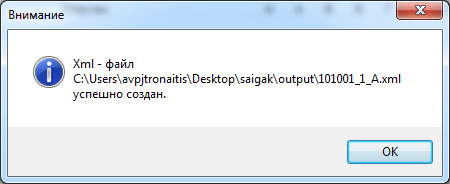 Внимание
Xml - файл
C:\Users\avpjtronaitis\Desktop\saigak\output\101001_1_A.xml
успешно создан.
OK